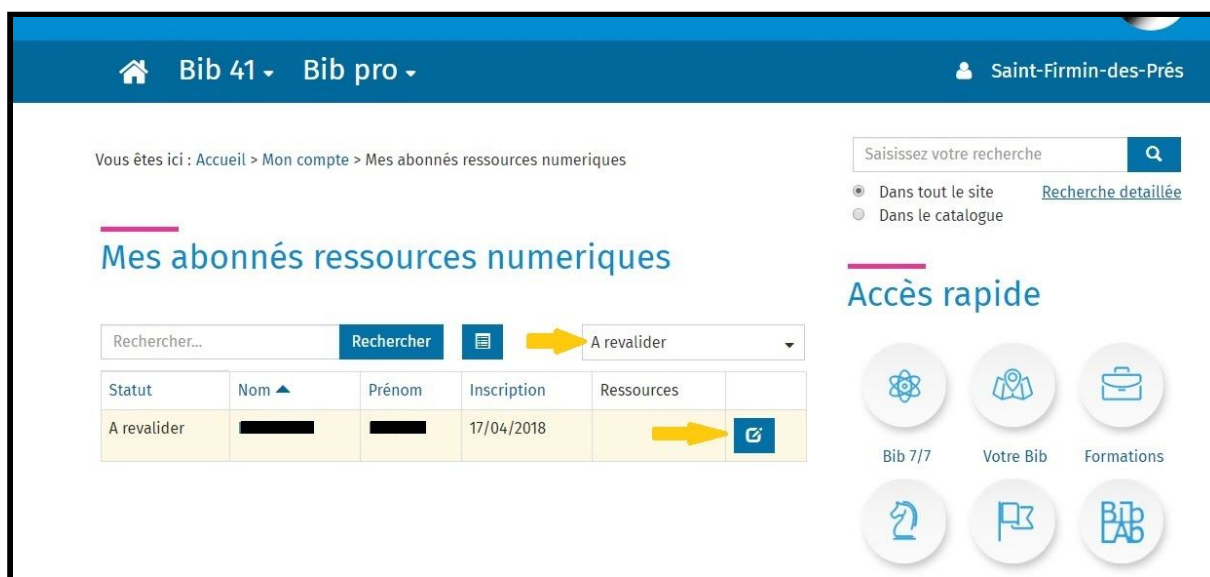 Bib 41
Bib pro
Saint-Firmin-des-Prés
Vous êtes ici : Accueil > Mon compte > Mes abonnés ressources numeriques
Mes abonnés ressources numeriques
Rechercher...
Rechercher
A revalider
Statut Nom Prénom Inscription Ressources
A revalider 17/04/2018
Saisissez votre recherche
Dans tout le site Recherche detaillée
Dans le catalogue
Accès rapide
Bib 7/7 Votre Bib Formations
Bib
LAb